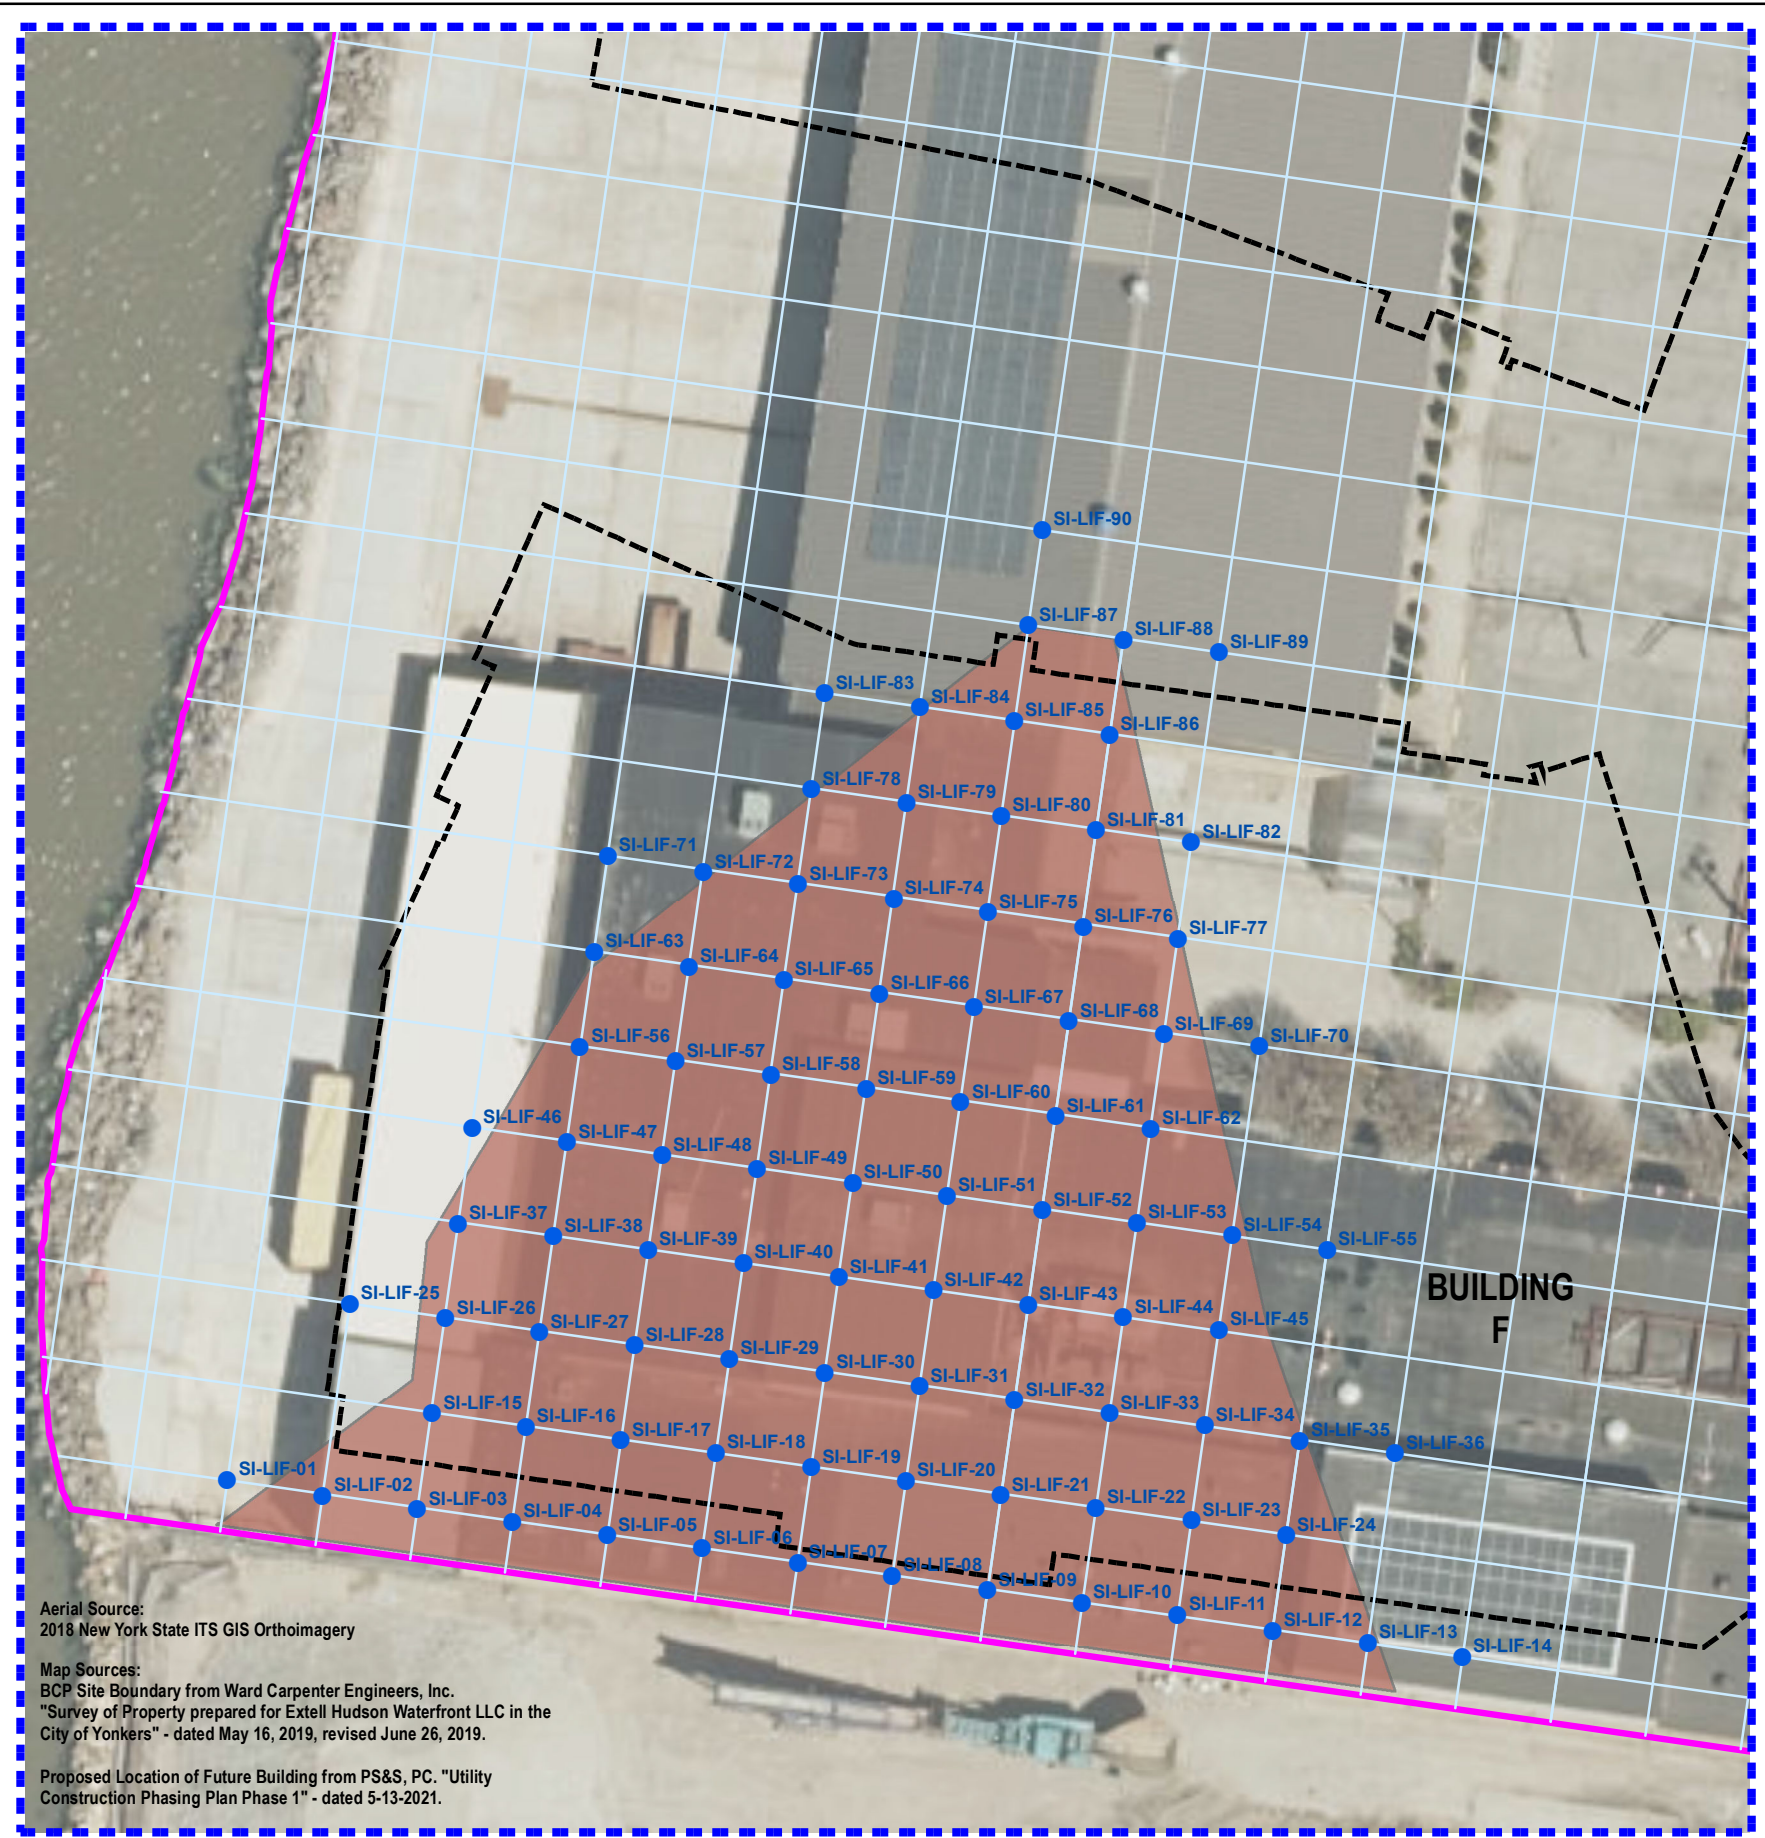 SI-LIF-90
SI-LIF-87
SI-LIF-88
SI-LIF-89
SI-LIF-83
SI-LIF-84
SI-LIF-85
SI-LIF-86
SI-LIF-78
SI-LIF-79
SI-LIF-80
SI-LIF-81
SI-LIF-82
SI-LIF-71
SI-LIF-72
SI-LIF-73
SI-LIF-74
SI-LIF-75
SI-LIF-76
SI-LIF-77
SI-LIF-63
SI-LIF-64
SI-LIF-65
SI-LIF-66
SI-LIF-67
SI-LIF-68
SI-LIF-69
SI-LIF-70
SI-LIF-56
SI-LIF-57
SI-LIF-58
SI-LIF-59
SI-LIF-60
SI-LIF-61
SI-LIF-62
SI-LIF-46
SI-LIF-47
SI-LIF-48
SI-LIF-49
SI-LIF-50
SI-LIF-51
SI-LIF-52
SI-LIF-53
SI-LIF-54
SI-LIF-55
SI-LIF-37
SI-LIF-38
SI-LIF-39
SI-LIF-40
SI-LIF-41
SI-LIF-42
SI-LIF-43
SI-LIF-44
SI-LIF-45
BUILDING
F
SI-LIF-25
SI-LIF-26
SI-LIF-27
SI-LIF-28
SI-LIF-29
SI-LIF-30
SI-LIF-31
SI-LIF-32
SI-LIF-33
SI-LIF-34
SI-LIF-35
SI-LIF-36
SI-LIF-15
SI-LIF-16
SI-LIF-17
SI-LIF-18
SI-LIF-19
SI-LIF-20
SI-LIF-21
SI-LIF-22
SI-LIF-23
SI-LIF-24
SI-LIF-01
SI-LIF-02
SI-LIF-03
SI-LIF-04
SI-LIF-05
SI-LIF-06
SI-LIF-07
SI-LIF-08
SI-LIF-09
SI-LIF-10
SI-LIF-11
SI-LIF-12
SI-LIF-13
SI-LIF-14
Aerial Source:
2018 New York State ITS GIS Orthoimagery
Map Sources:
BCP Site Boundary from Ward Carpenter Engineers, Inc.
"Survey of Property prepared for Extell Hudson Waterfront LLC in the
City of Yonkers" - dated May 16, 2019, revised June 26, 2019.
Proposed Location of Future Building from PS&S, PC. "Utility
Construction Phasing Plan Phase 1" - dated 5-13-2021.